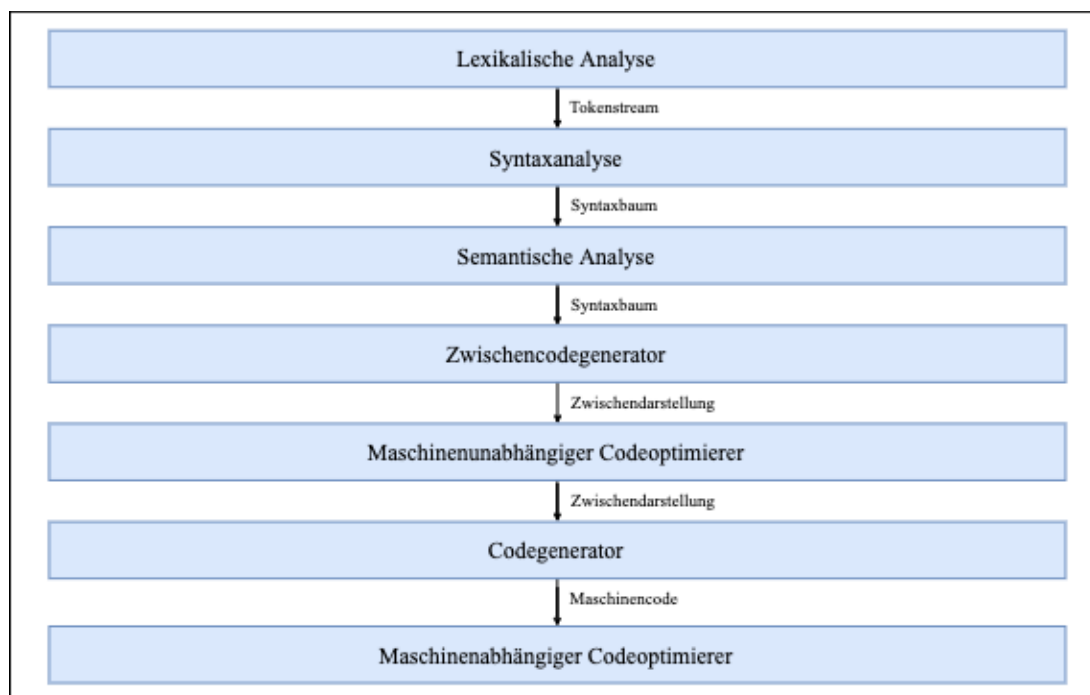 Lexikalische Analyse
Tokenstream
Syntaxanalyse
Syntaxbaum
Semantische Analyse
Syntaxbaum
Zwischencodegenerator
Zwischendarstellung
Maschinenunabhängiger Codeoptimierer
Zwischendarstellung
Codegenerator
Maschinencode
Maschinenabhängiger Codeoptimierer